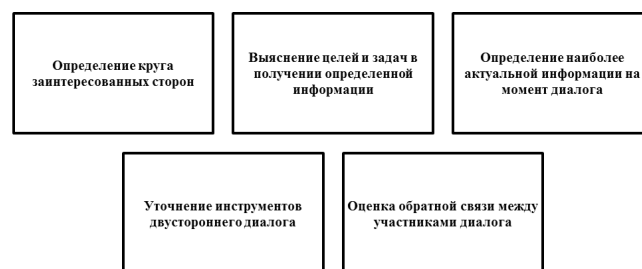 Определение круга
заинтересованных сторон
Выяснение целей и задач в
получении определенной
информации
Определение наиболее
актуальной информации на
момент диалога
Уточнение инструментов
двустороннего диалога
Оценка обратной связи между
участниками диалога